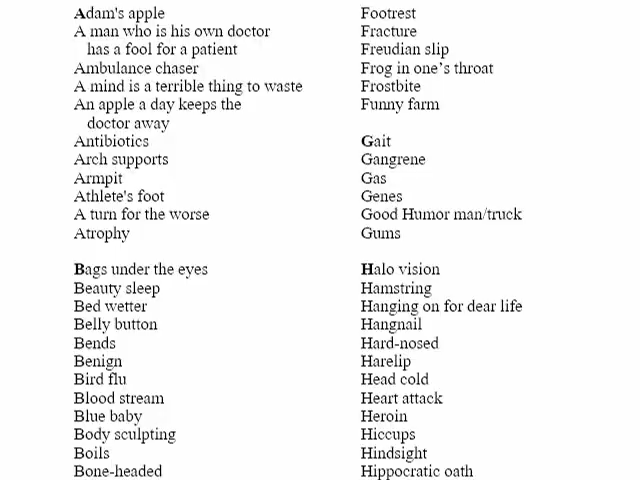 Adam's apple
A man who is his own doctor
has a fool for a patient
Ambulance chaser
A mind is a terrible thing to waste
An apple a day keeps the
doctor away
Antibiotics
Arch supports
Armpit
Athlete's foot
A turn for the worse
Atrophy
Bags under the eyes
Beauty sleep
Bed wetter
Belly button
Bends
Benign
Bird flu
Blood stream
Blue baby
Body sculpting
Boils
Bone-headed
Footrest
Fracture
Freudian slip
Frog in one’s throat
Frostbite
Funny farm
Gait
Gangrene
Gas
Genes
Good Humor man/truck
Gums
Halo vision
Hamstring
Hanging on for dear life
Hangnail
Hard-nosed
Harelip
Head cold
Heart attack
Heroin
Hiccups
Hindsight
Hippocratic oath